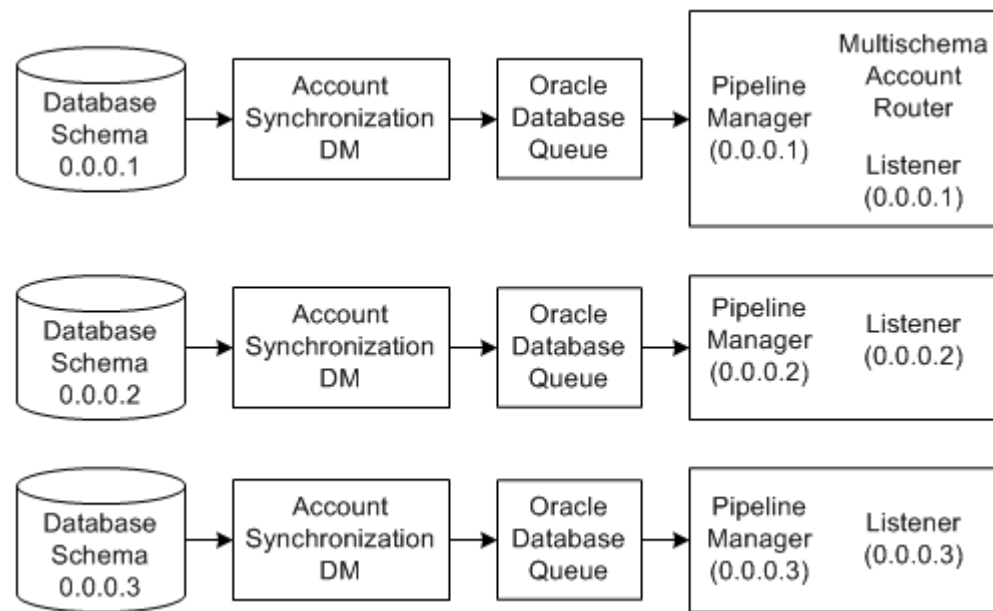 Database
Schema
0.0.0.1
Account
Synchronization
DM
Oracle
Database
Queue
Pipeline
Manager
(0.0.0.1)
Multischema
Account
Router
Listener
(0.0.0.1)
Database
Schema
0.0.0.2
Account
Synchronization
DM
Oracle
Database
Queue
Pipeline
Manager
(0.0.0.2)
Listener
(0.0.0.2)
Database
Schema
0.0.0.3
Account
Synchronization
DM
Oracle
Database
Queue
Pipeline
Manager
(0.0.0.3)
Listener
(0.0.0.3)